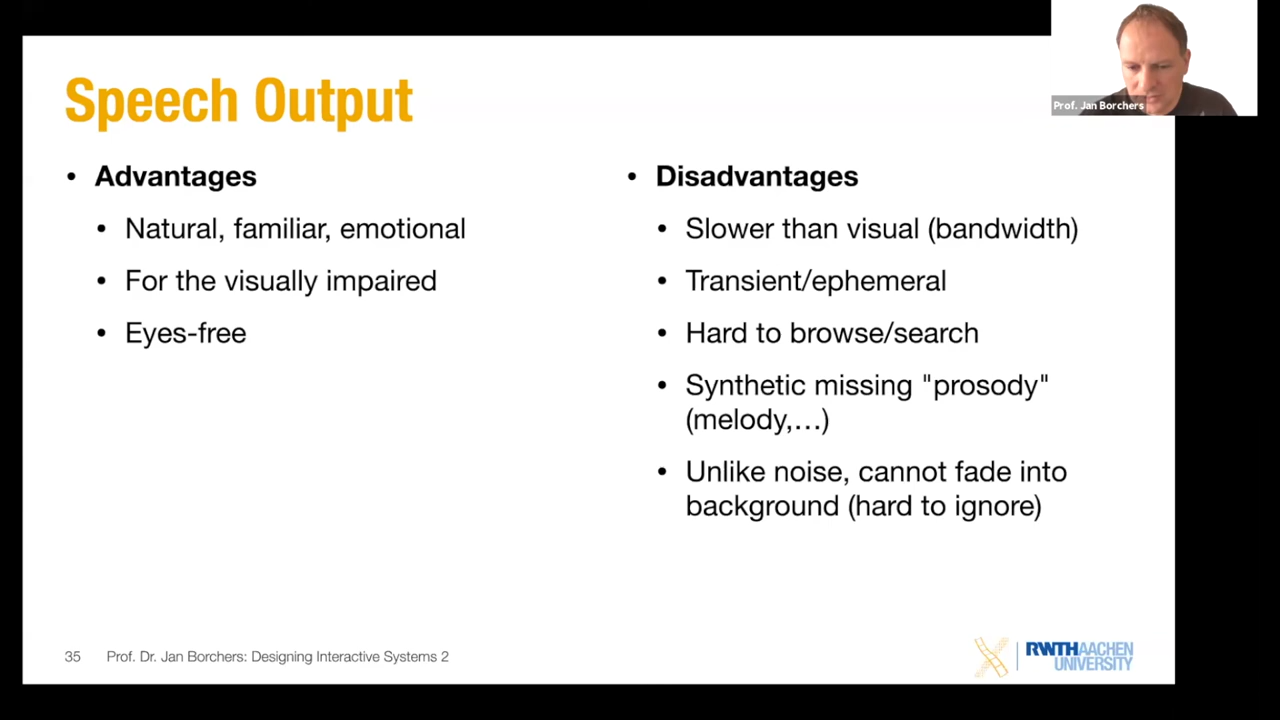 Speech Output
• Advantages
• Natural, familiar, emotional
• For the visually impaired
• Eyes-free
• Disadvantages
• Slower than visual (bandwidth)
• Transient/ephemeral
• Hard to browse/search
• Synthetic missing "prosody"
(melody,…)
• Unlike noise, cannot fade into
background (hard to ignore)
Prof. Jan Borchers
35 Prof. Dr. Jan Borchers: Designing Interactive Systems 2
RWTHAACHEN
UNIVERSITY